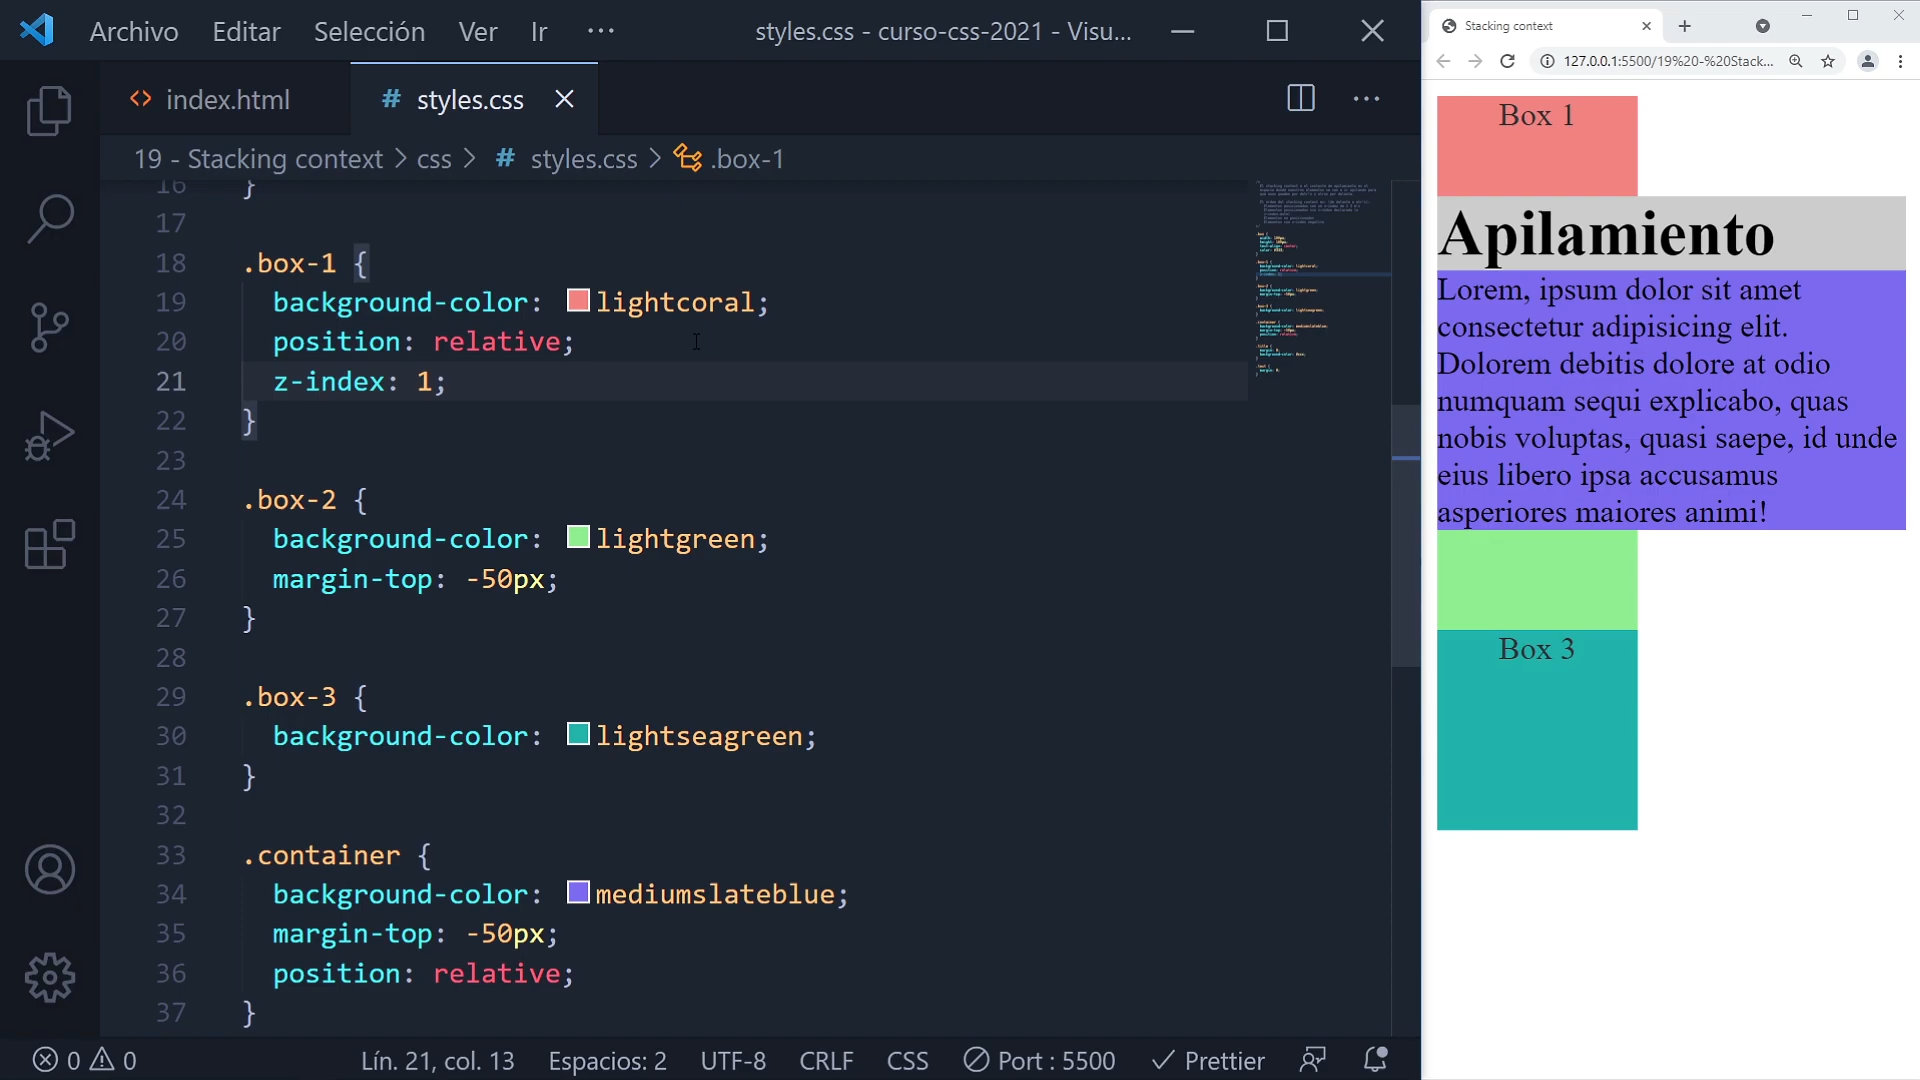 Archivo Editar Selección Ver Ir ··· styles.css - curso-css-2021 - Visu...
index.html # styles.css
19 - Stacking context > css > # styles.css > .box-1
16 }
17
18 .box-1 {
19 background-color: lightcoral;
20 position: relative;
21 z-index: 1;
22 }
23
24 .box-2 {
25 background-color: lightgreen;
26 margin-top: -50px;
27 }
28
29 .box-3 {
30 background-color: lightseagreen;
31 }
32
33 .container {
34 background-color: mediumslateblue;
35 margin-top: -50px;
36 position: relative;
37 }
0 0 Lín. 21, col. 13 Espacios: 2 UTF-8 CRLF CSS Port : 5500 Prettier
Stacking context
127.0.0.1:5500/19%20-%20Stack...
Box 1
Apilamiento
Lorem, ipsum dolor sit amet
consectetur adipisicing elit.
Dolorem debitis dolore at odio
numquam sequi explicabo, quas
nobis voluptas, quasi saepe, id unde
eius libero ipsa accusamus
asperiores maiores animi!
Box 3